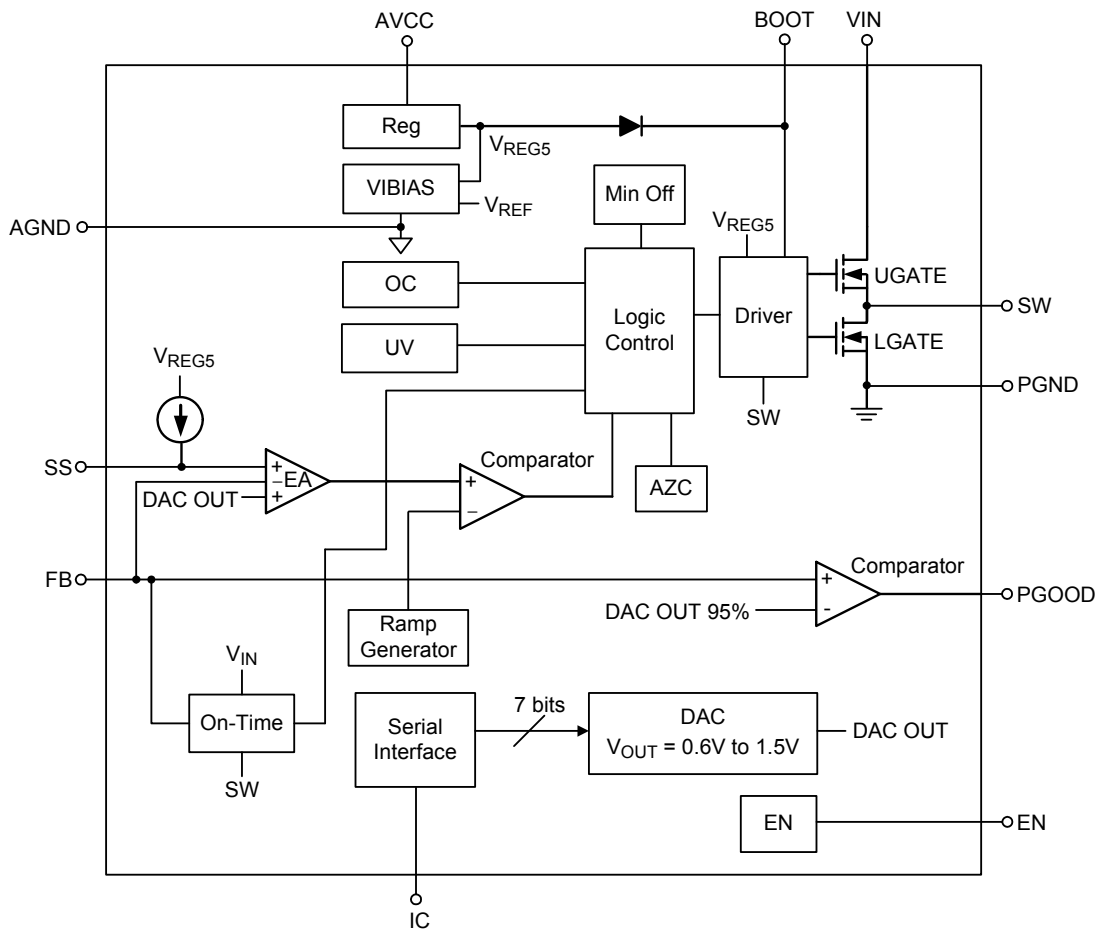 AVCC
BOOT
VIN
Reg
VREG5
VIBIAS
VREF
AGND
Min Off
VREG5
OC
UV
Logic
Control
Driver
UGATE
SW
LGATE
PGND
SW
VREG5
SS
+
−
+
EA
DAC OUT
Comparator
+
−
AZC
FB
Comparator
+
-
PGOOD
DAC OUT 95%
Ramp
Generator
VIN
On-Time
SW
Serial
Interface
7 bits
DAC
VOUT = 0.6V to 1.5V
DAC OUT
EN
EN
IC